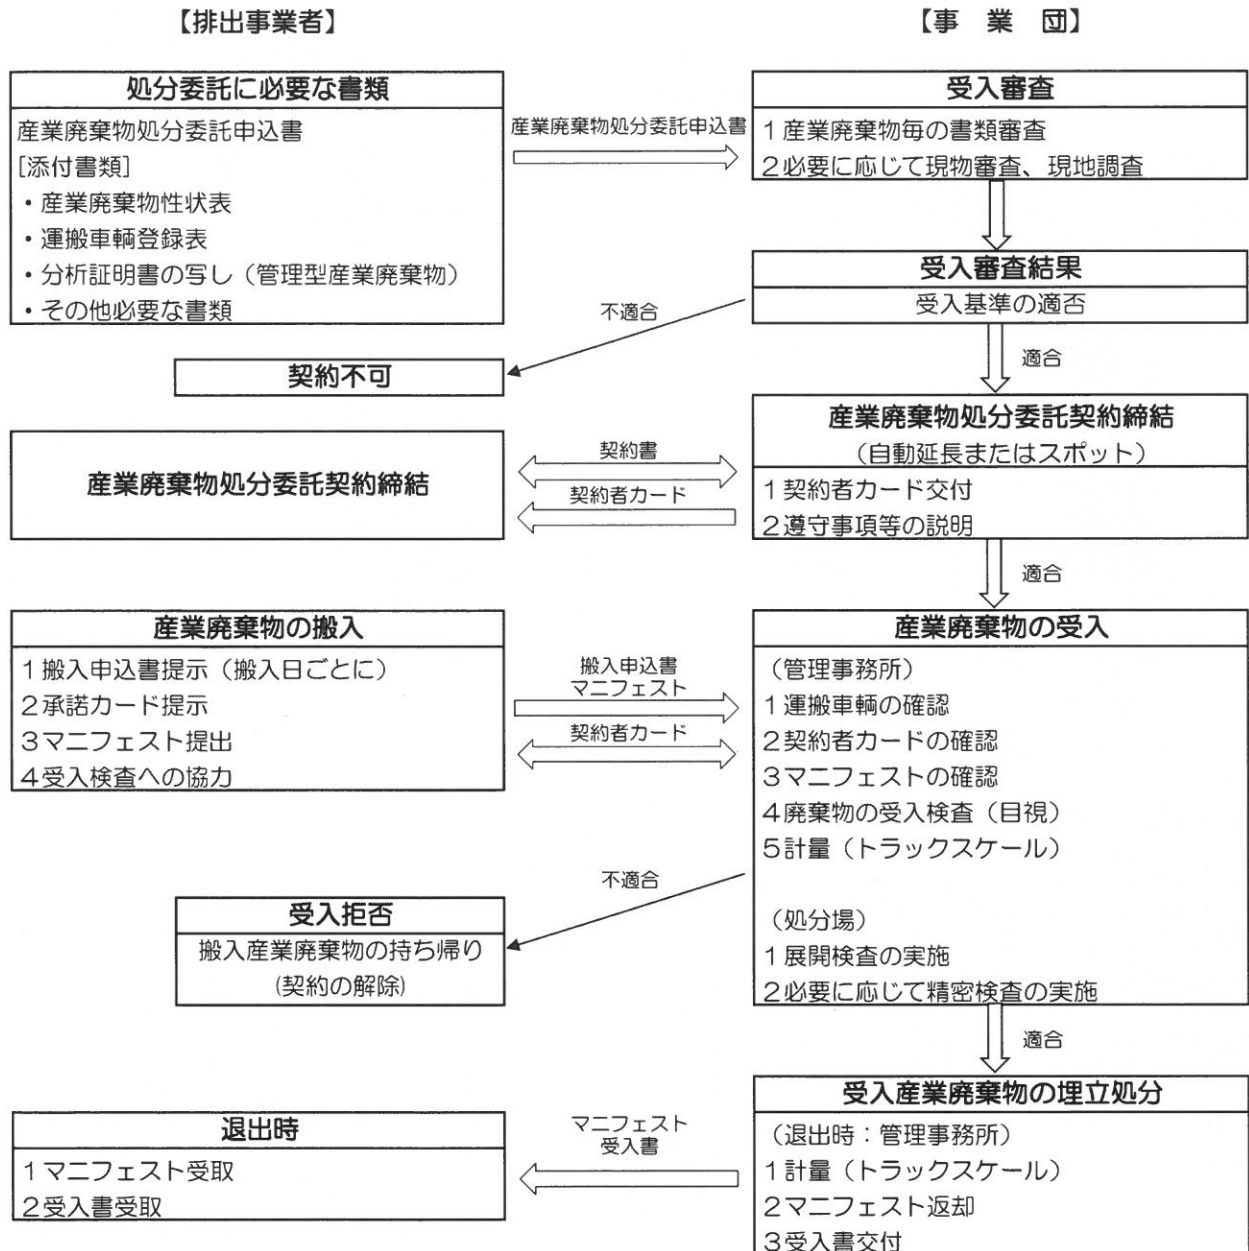 【排出事業者】
【事 業 団】
処分委託に必要な書類
産業廃棄物処分委託申込書
[添付書類]
・産業廃棄物性状表
・運搬車輌登録表
・分析証明書の写し（管理型産業廃棄物）
・その他必要な書類
産業廃棄物処分委託申込書
受入審査
1産業廃棄物毎の書類審査
2必要に応じて現物審査、現地調査
受入審査結果
受入基準の適否
不適合
契約不可
適合
産業廃棄物処分委託契約締結
契約書
契約者カード
産業廃棄物処分委託契約締結
（自動延長またはスポット）
1契約者カード交付
2遵守事項等の説明
適合
産業廃棄物の搬入
1搬入申込書提示（搬入日ごとに）
2承諾カード提示
3マニフェスト提出
4受入検査への協力
搬入申込書
マニフェスト
契約者カード
産業廃棄物の受入
（管理事務所）
1運搬車輌の確認
2契約者カードの確認
3マニフェストの確認
4廃棄物の受入検査（目視）
5計量（トラックスケール）
（処分場）
1展開検査の実施
2必要に応じて精密検査の実施
不適合
受入拒否
搬入産業廃棄物の持ち帰り
(契約の解除)
適合
受入産業廃棄物の埋立処分
（退出時：管理事務所）
1計量（トラックスケール）
2マニフェスト返却
3受入書交付
マニフェスト
受入書
退出時
1マニフェスト受取
2受入書受取